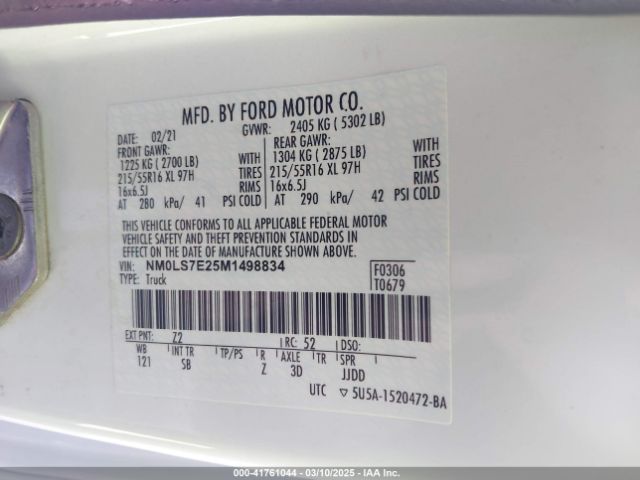 MFD. BY FORD MOTOR CO.
DATE: 02/21 GVWR: 2405 KG ( 5302 LB)
FRONT GAWR: REAR GAWR:
1225 KG ( 2700 LB) WITH 1304 KG ( 2875 LB) WITH
215/55R16 XL 97H TIRES 215/55R16 XL 97H TIRES
16x6.5J RIMS 16x6.5J RIMS
AT 280 kPa/ 41 PSI COLD AT 290 kPa/ 42 PSI COLD
THIS VEHICLE CONFORMS TO ALL APPLICABLE FEDERAL MOTOR
VEHICLE SAFETY AND THEFT PREVENTION STANDARDS IN
EFFECT ON THE DATE OF MANUFACTURE SHOWN ABOVE.
VIN: NM0LS7E25M1498834 F0306
TYPE: Truck T0679
EXT PNT: Z2 RC: 52 DSO:
WB INT TR TP/PS R AXLE TR SPR
121 SB Z 3D JJDD
UTC ▽ 5U5A-1520472-BA
000-41761044 - 03/10/2025 - IAA Inc.